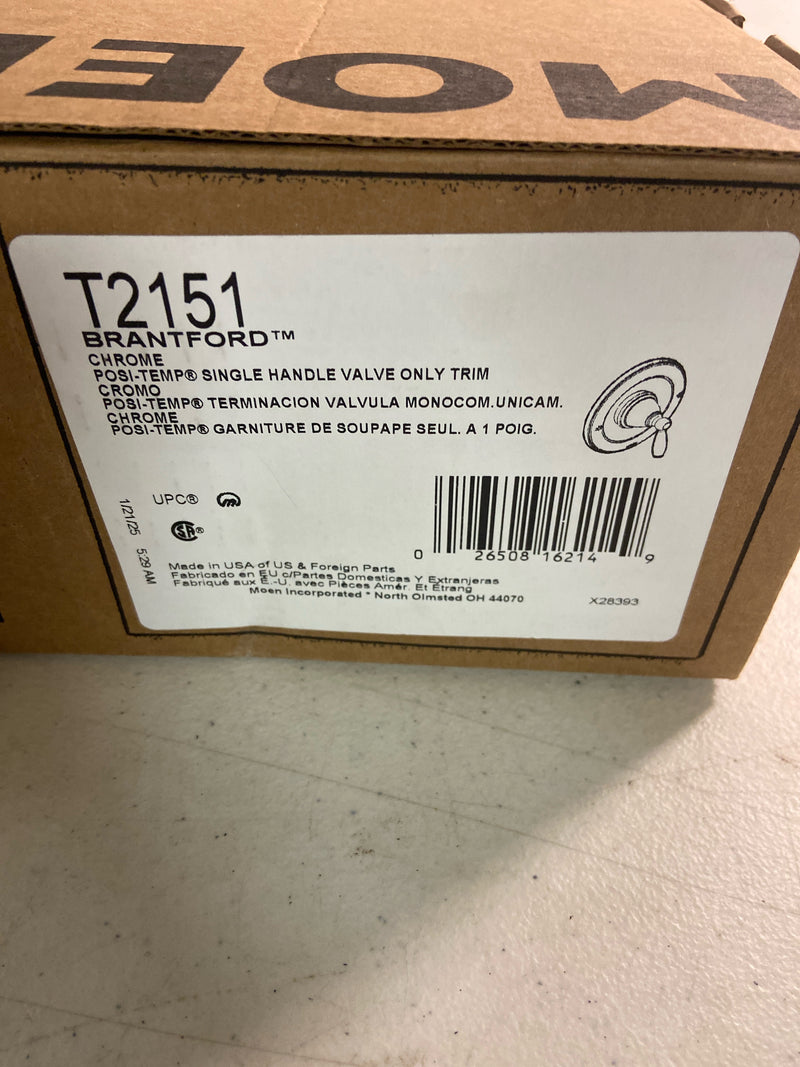 MOE
T2151
BRANTFORD™
CHROME
POSI-TEMP® SINGLE HANDLE VALVE ONLY TRIM
CROMO
POSI-TEMP® TERMINACION VALVULA MONOCOM.UNICAM.
CHROME
POSI-TEMP® GARNITURE DE SOUPAPE SEUL. A 1 POIG.
1/21/25 5:29 AM
UPC®
SA®
0 26508 16214 9
Made in USA of US & Foreign Parts
Fabricado en EU c/Partes Domesticas Y Extranjeras
Fabriqué aux É.-U. avec Pièces Amér. Et Étrang
Moen Incorporated * North Olmsted OH 44070
X28393